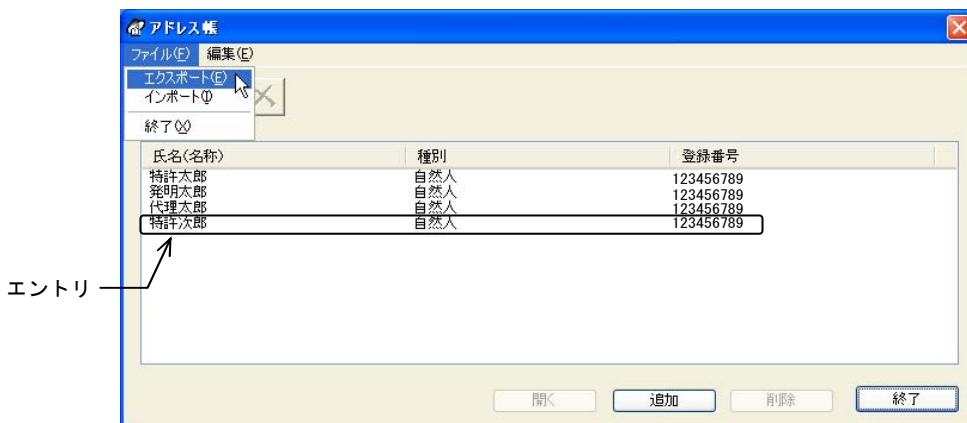 アドレス帳
ファイル(F) 編集(E)
エクスポート(E)
インポート(I)
終了(X)
氏名(名称) 種別 登録番号
特許太郎 自然人 123456789
発明太郎 自然人 123456789
代理太郎 自然人 123456789
特許次郎 自然人 123456789
エントリ
開く 追加 削除 終了